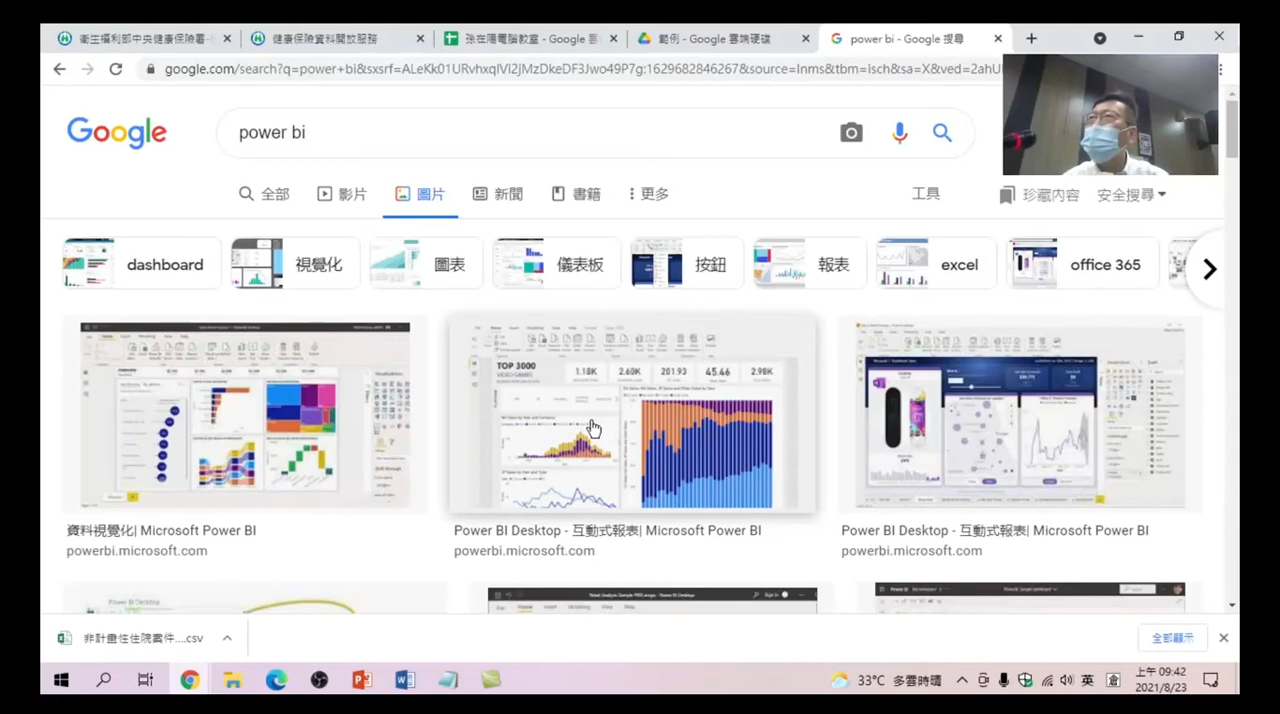 衛生福利部中央健康保險署-
健康保險資料開放服務
孫在陽電腦教室 - Google 雲
範例 - Google 雲端硬碟
power bi - Google 搜尋
google.com/search?q=power+bi&tsxsrf=ALeKk01URvhxqlVi2jMzDkeDF3Jwo49P7g:1629682846267&source=lnms&tbm=isch&sa=X&ved=2ahU
Google
power bi
全部 影片 圖片 新聞 書籍 更多 工具 珍藏內容 安全搜尋
dashboard 視覺化 圖表 儀表板 按鈕 報表 excel office 365
TOP 3000
VIDEO GAMES
1.18K 2.60K 201.93 45.46 2.98K
資料視覺化| Microsoft Power BI
powerbi.microsoft.com
Power BI Desktop - 互動式報表| Microsoft Power BI
powerbi.microsoft.com
Power BI Desktop - 互動式報表| Microsoft Power BI
powerbi.microsoft.com
Power BI Desktop
非計畫性住院案件....csv
全部顯示
33°C 多雲時晴
英
倉
上午 09:42
2021/8/23